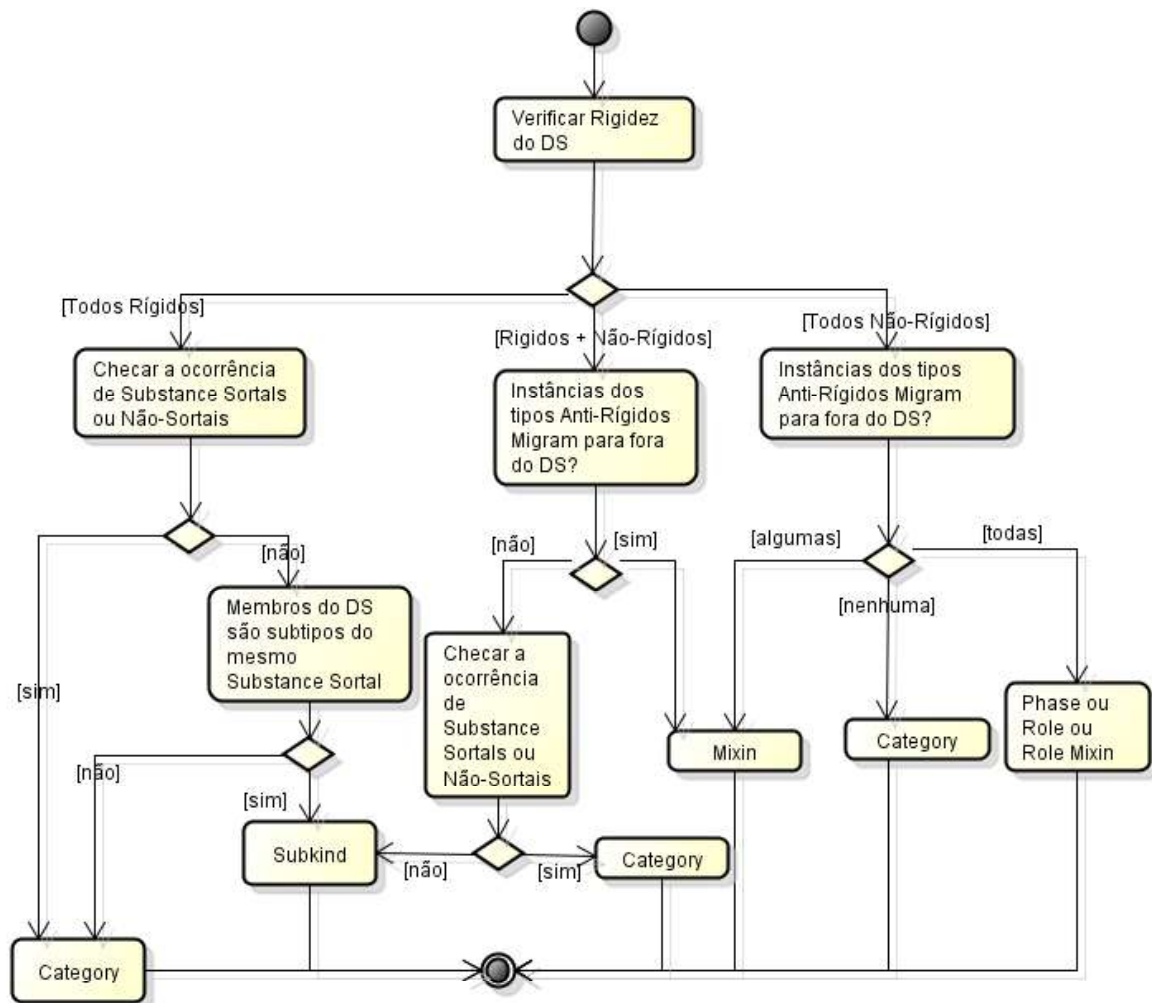 Verificar Rigidez
do DS
[Todos Rígidos]
[Rigidos + Não-Rígidos]
[Todos Não-Rígidos]
Checar a ocorrência
de Substance Sortals
ou Não-Sortais
Instâncias dos
tipos Anti-Rígidos
Migram para fora
do DS?
Instâncias dos tipos
Anti-Rígidos Migram
para fora do DS?
[não]
[não]
[sim]
[algumas]
[todas]
[nenhuma]
Membros do DS
são subtipos do
mesmo
Substance Sortal
Checar a
ocorrência
de
Substance
Sortals ou
Não-Sortais
[sim]
Mixin
Category
Phase ou
Role ou
Role Mixin
[não]
[sim]
Subkind
[não]
[sim]
Category
Category